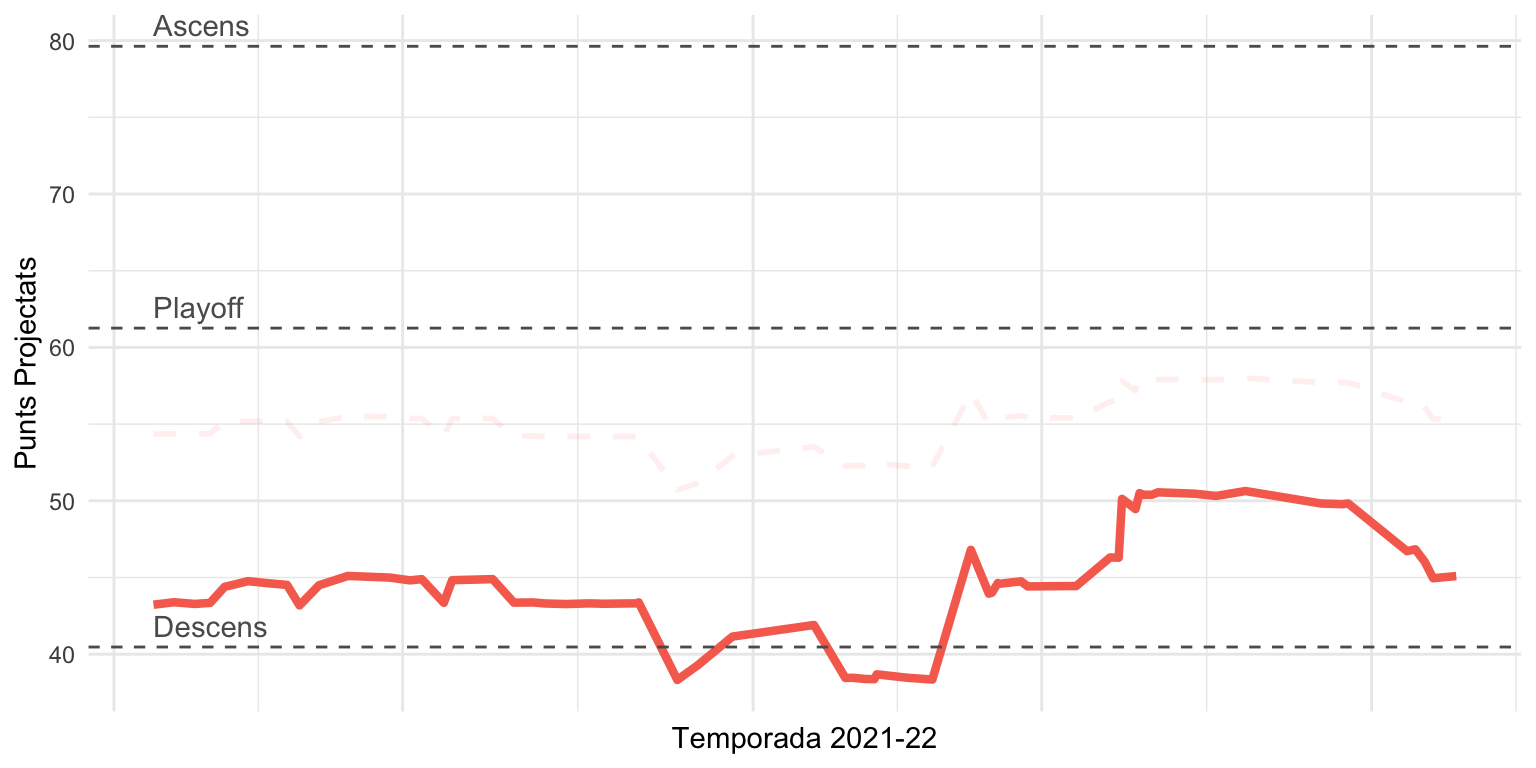 Ascens
80
70
Playoff
60
50
Descens
40
Punts Projectats
Temporada 2021-22